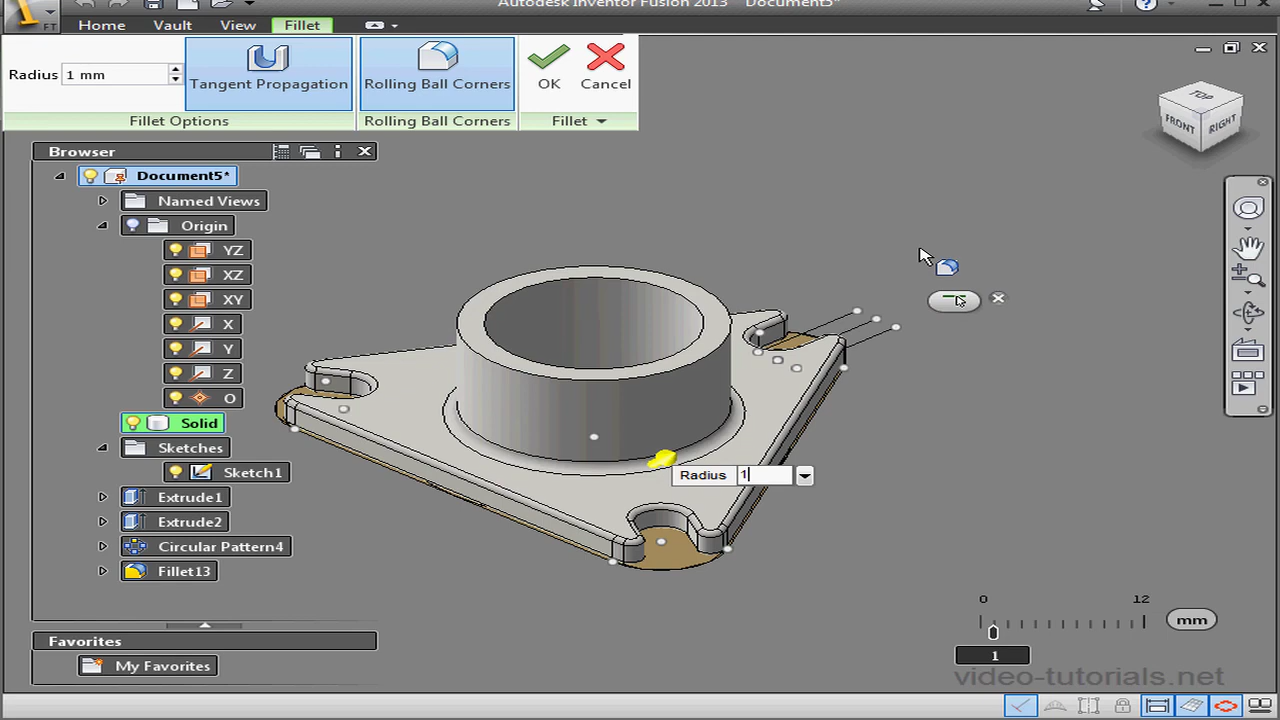 Autodesk Inventor Fusion 2013 Document5*
FT
Home Vault View Fillet
Radius 1 mm
Tangent Propagation
Rolling Ball Corners
OK
Cancel
Fillet Options
Rolling Ball Corners
Fillet
Browser
Document5*
Named Views
Origin
YZ
XZ
XY
X
Y
Z
O
Solid
Sketches
Sketch1
Extrude1
Extrude2
Circular Pattern4
Fillet13
Favorites
My Favorites
TOP
FRONT
RIGHT
Radius 1
0 12
mm
1
video-tutorials.net